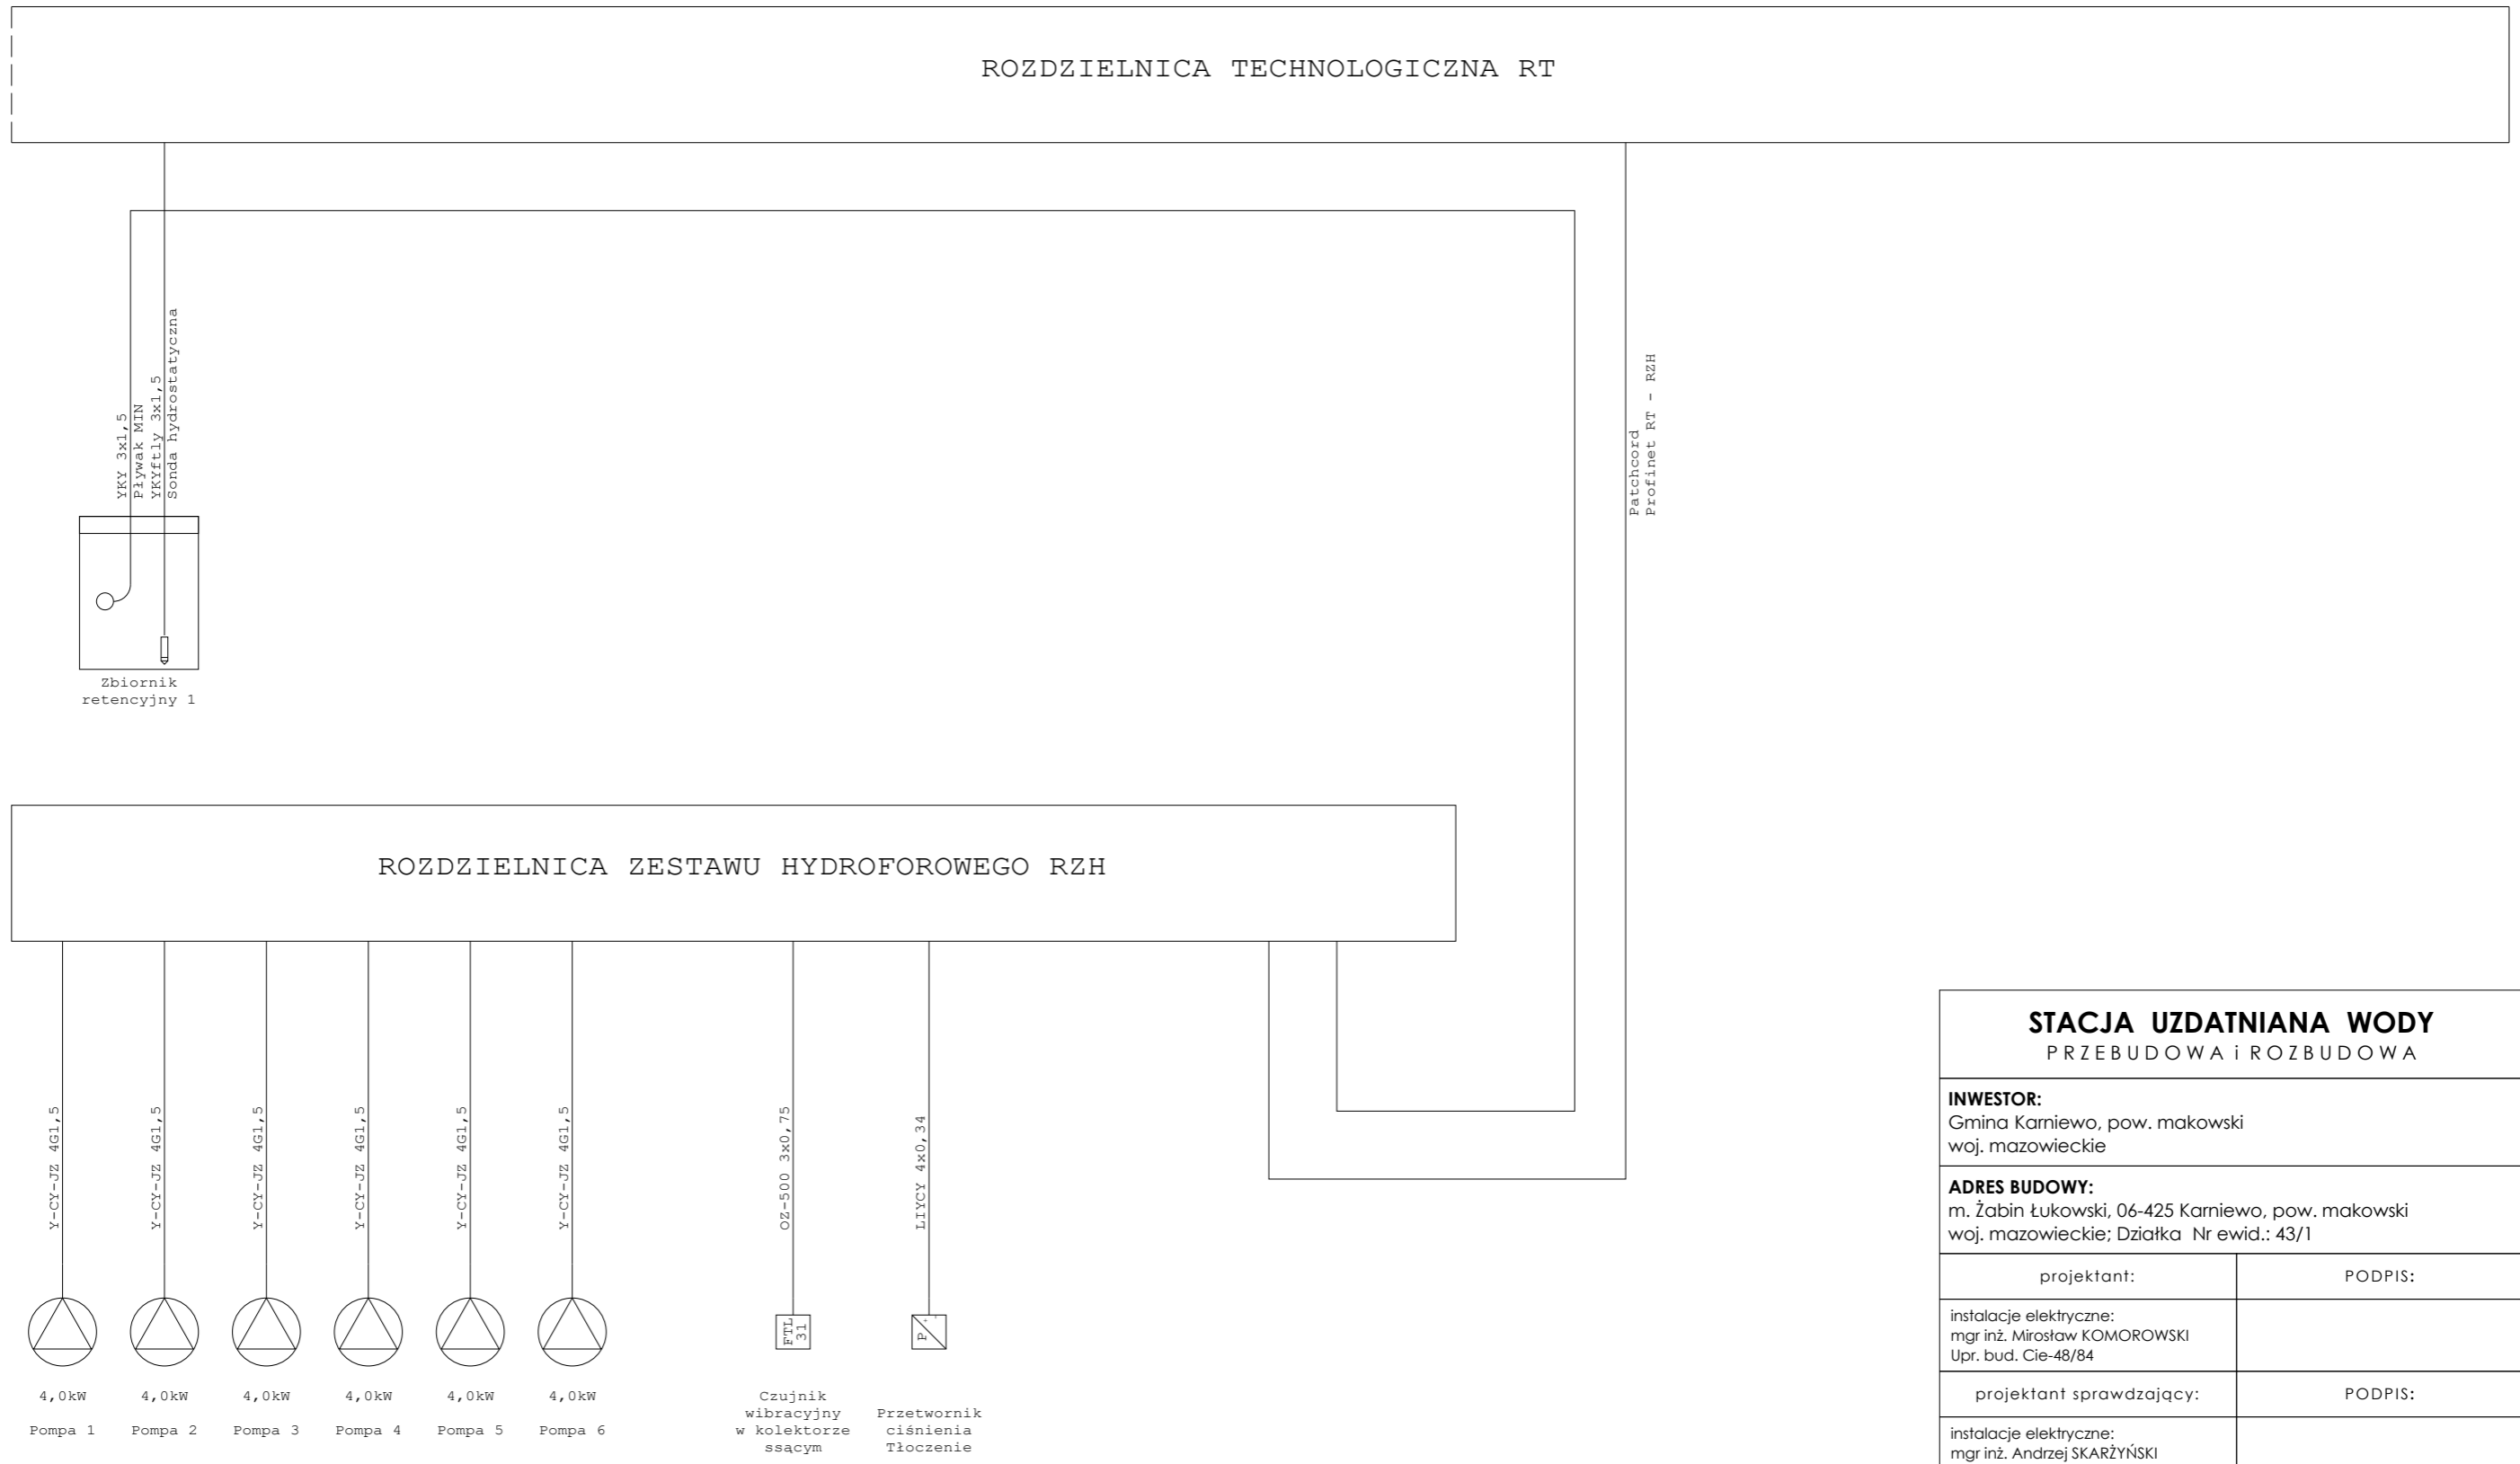 ROZDZIELNICA TECHNOLOGICZNA RT
YKY 3x1,5
Pływak MIN
YKYftly 3x1,5
Sonda hydrostatyczna
Patchcord
Profinet RT - RZH
Zbiornik
retencyjny 1
ROZDZIELNICA ZESTAWU HYDROFOROWEGO RZH
Y-CY-JZ 4G1,5
Y-CY-JZ 4G1,5
Y-CY-JZ 4G1,5
Y-CY-JZ 4G1,5
Y-CY-JZ 4G1,5
Y-CY-JZ 4G1,5
OZ-500 3x0,75
LIYCY 4x0,34
FTL
31
P + -
4,0kW
Pompa 1
4,0kW
Pompa 2
4,0kW
Pompa 3
4,0kW
Pompa 4
4,0kW
Pompa 5
4,0kW
Pompa 6
Czujnik
wibracyjny
w kolektorze
ssącym
Przetwornik
ciśnienia
Tłoczenie
STACJA UZDATNIANA WODY
PRZEBUDOWA i ROZBUDOWA
INWESTOR:
Gmina Karniewo, pow. makowski
woj. mazowieckie
ADRES BUDOWY:
m. Żabin Łukowski, 06-425 Karniewo, pow. makowski
woj. mazowieckie; Działka Nr ewid.: 43/1
projektant:
PODPIS:
instalacje elektryczne:
mgr inż. Mirosław KOMOROWSKI
Upr. bud. Cie-48/84
projektant sprawdzający:
PODPIS:
instalacje elektryczne:
mgr inż. Andrzej SKARŻYŃSKI